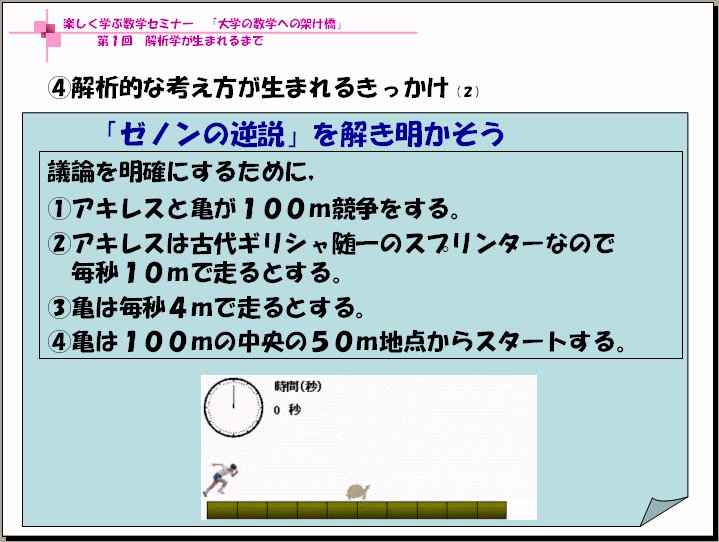 楽しく学ぶ数学セミナー 「大学の数学への架け橋」
第1回 解析学が生まれるまで
④解析的な考え方が生まれるきっかけ(2)
「ゼノンの逆説」を解き明かそう
議論を明確にするために,
①アキレスと亀が100m競争をする。
②アキレスは古代ギリシャ随一のスプリンターなので
毎秒10mで走るとする。
③亀は毎秒4mで走るとする。
④亀は100mの中央の50m地点からスタートする。
時間(秒)
0 秒